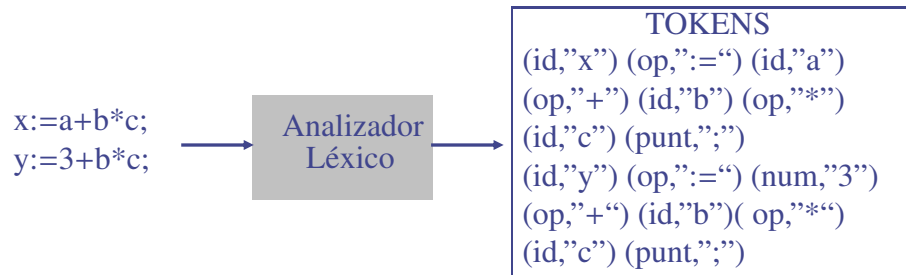 x:=a+b*c;
y:=3+b*c;
Analizador
Léxico
TOKENS
(id,”x”) (op,”:=“) (id,”a”)
(op,”+”) (id,”b”) (op,”*”)
(id,”c”) (punt,”;”)
(id,”y”) (op,”:=“) (num,”3”)
(op,”+“) (id,”b”)( op,”*“)
(id,”c”) (punt,”;”)